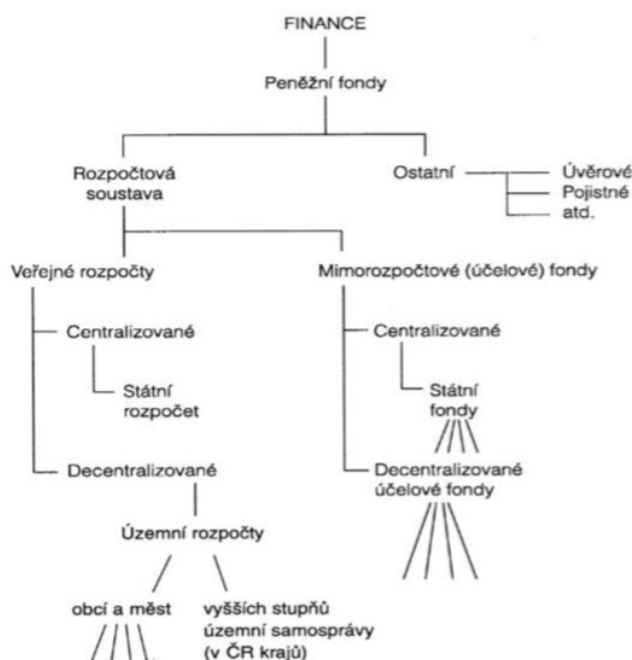 FINANCE
Peněžní fondy
Rozpočtová
soustava
Ostatní
Úvěrové
Pojistné
atd.
Veřejné rozpočty
Mimorozpočtové (účelové) fondy
Centralizované
Státní
rozpočet
Decentralizované
Územní rozpočty
obcí a měst
vyšších stupňů
územní samosprávy
(v ČR krajů)
Centralizované
Státní
fondy
Decentralizované
účelové fondy